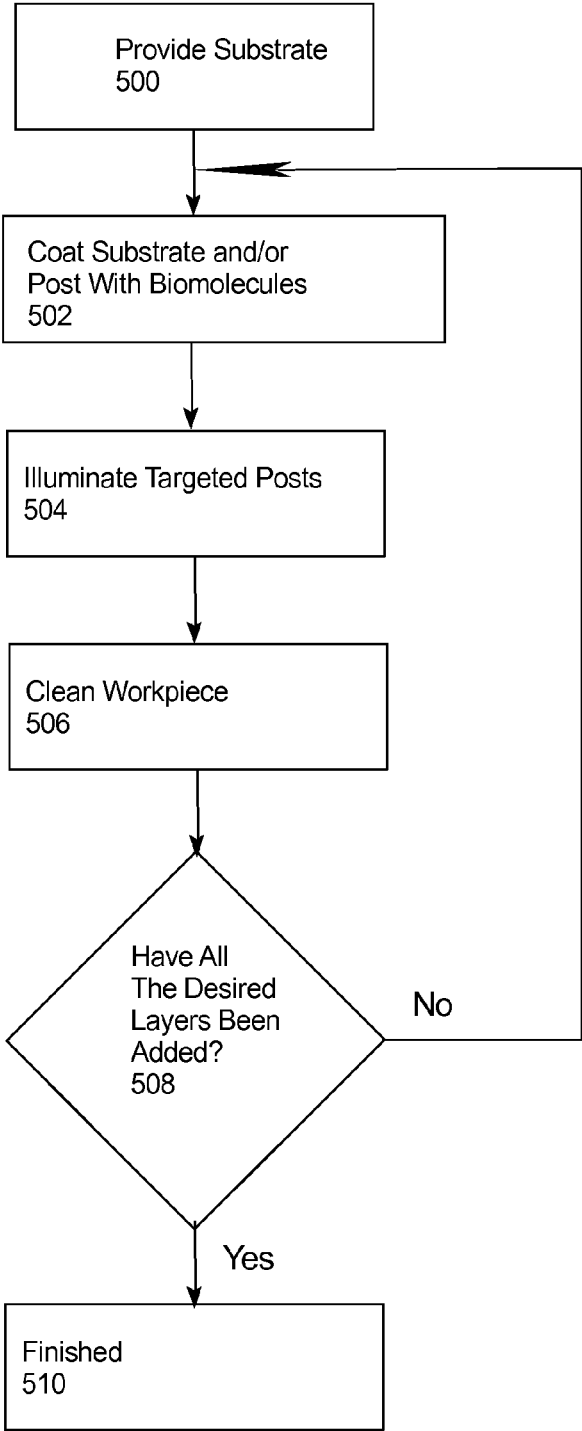 Provide Substrate
500
Coat Substrate and/or
Post With Biomolecules
502
Illuminate Targeted Posts
504
Clean Workpiece
506
Have All
The Desired
Layers Been
Added?
508
No
Yes
Finished
510